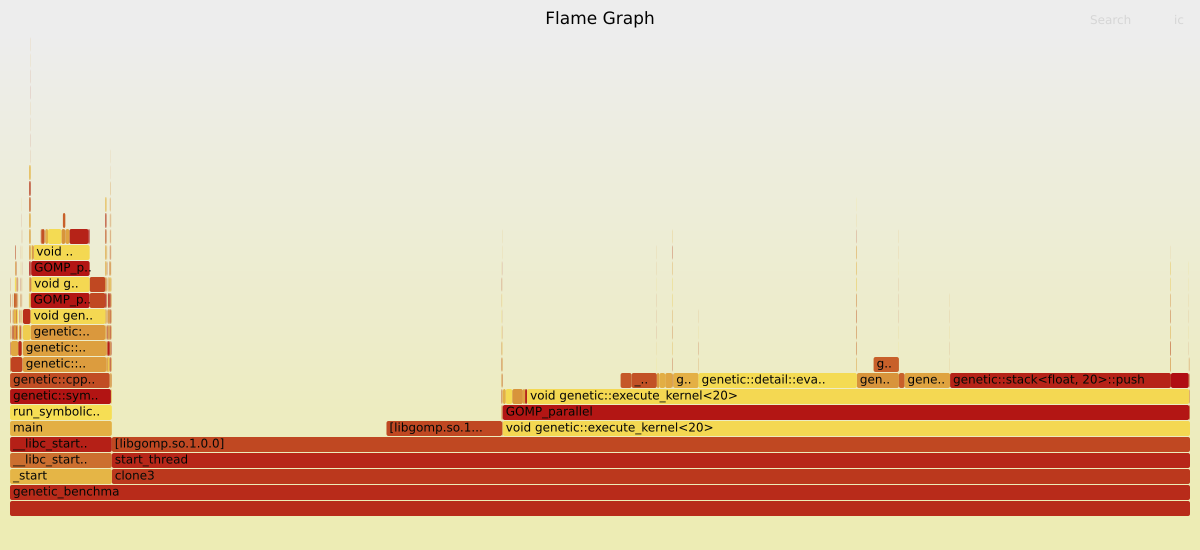 Flame Graph
Search ic
void ..
GOMP_p..
void g..
GOMP_p..
void gen..
genetic:..
genetic::..
genetic::.. g..
genetic::cpp.. _.. g.. genetic::detail::eva.. gen.. gene.. genetic::stack<float, 20>::push
genetic::sym.. void genetic::execute_kernel<20>
run_symbolic.. GOMP_parallel
main [libgomp.so.1... void genetic::execute_kernel<20>
__libc_start.. [libgomp.so.1.0.0]
__libc_start.. start_thread
_start clone3
genetic_benchma